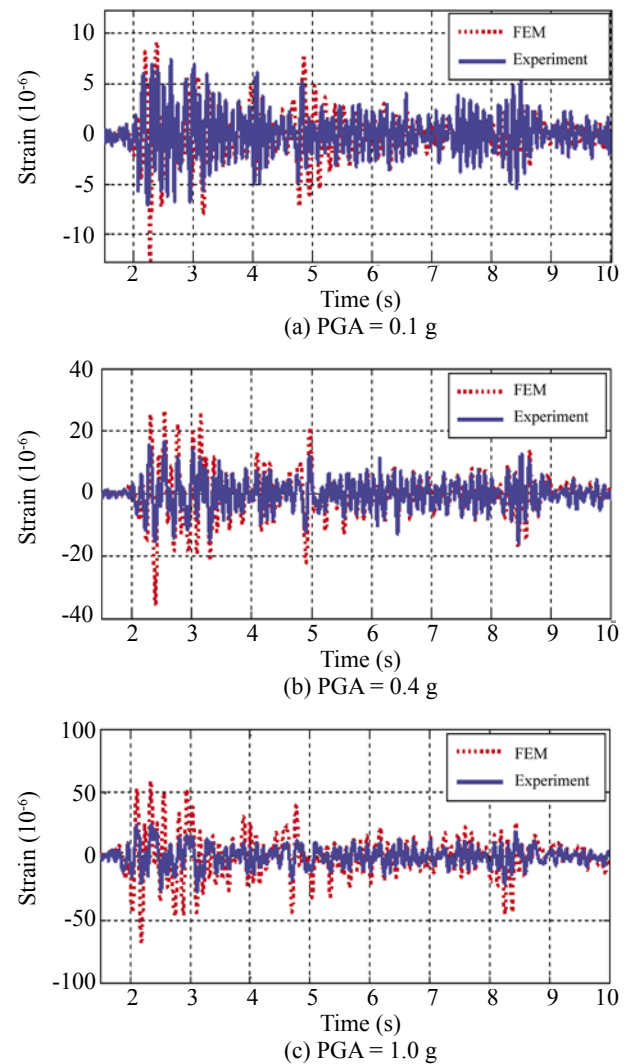 10
5
0
-5
-10
Strain (10-6)
FEM
Experiment
2 3 4 5 6 7 8 9 10
Time (s)
(a) PGA = 0.1 g
40
20
0
-20
-40
Strain (10-6)
FEM
Experiment
2 3 4 5 6 7 8 9 10
Time (s)
(b) PGA = 0.4 g
100
50
0
-50
-100
Strain (10-6)
FEM
Experiment
2 3 4 5 6 7 8 9 10
Time (s)
(c) PGA = 1.0 g